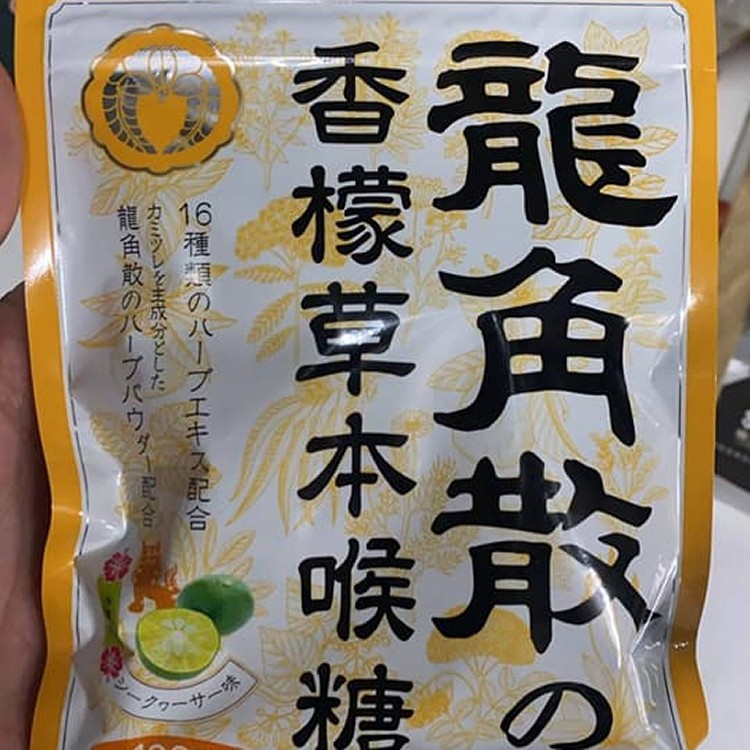 龍角散の
香檬草本喉糖
16種類のハーブエキス配合
カミツレを主成分とした
龍角散のハーブパウダー配合
シークヮーサー味